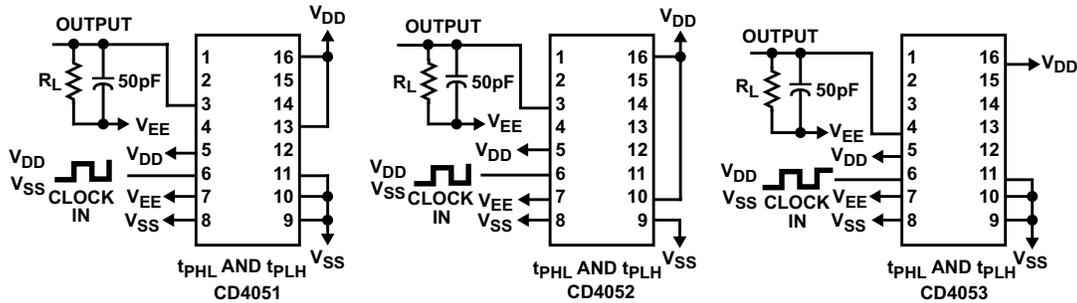 OUTPUT
V_DD
1 16
2 15
R_L 50pF
3 14
4 13
V_EE
V_DD 5 12
V_DD
V_SS
6 11
CLOCK IN
V_EE 7 10
V_SS 8 9
V_SS
t_PHL AND t_PLH
CD4051
OUTPUT
V_DD
1 16
2 15
R_L 50pF
3 14
4 13
V_EE
V_DD 5 12
V_DD
V_SS
6 11
CLOCK IN
V_EE 7 10
V_SS 8 9
V_SS
t_PHL AND t_PLH
CD4052
OUTPUT
1 16
V_DD
2 15
R_L 50pF
3 14
4 13
V_EE
V_DD 5 12
V_DD
V_SS
6 11
CLOCK IN
V_EE 7 10
V_SS 8 9
V_SS
t_PHL AND t_PLH
CD4053